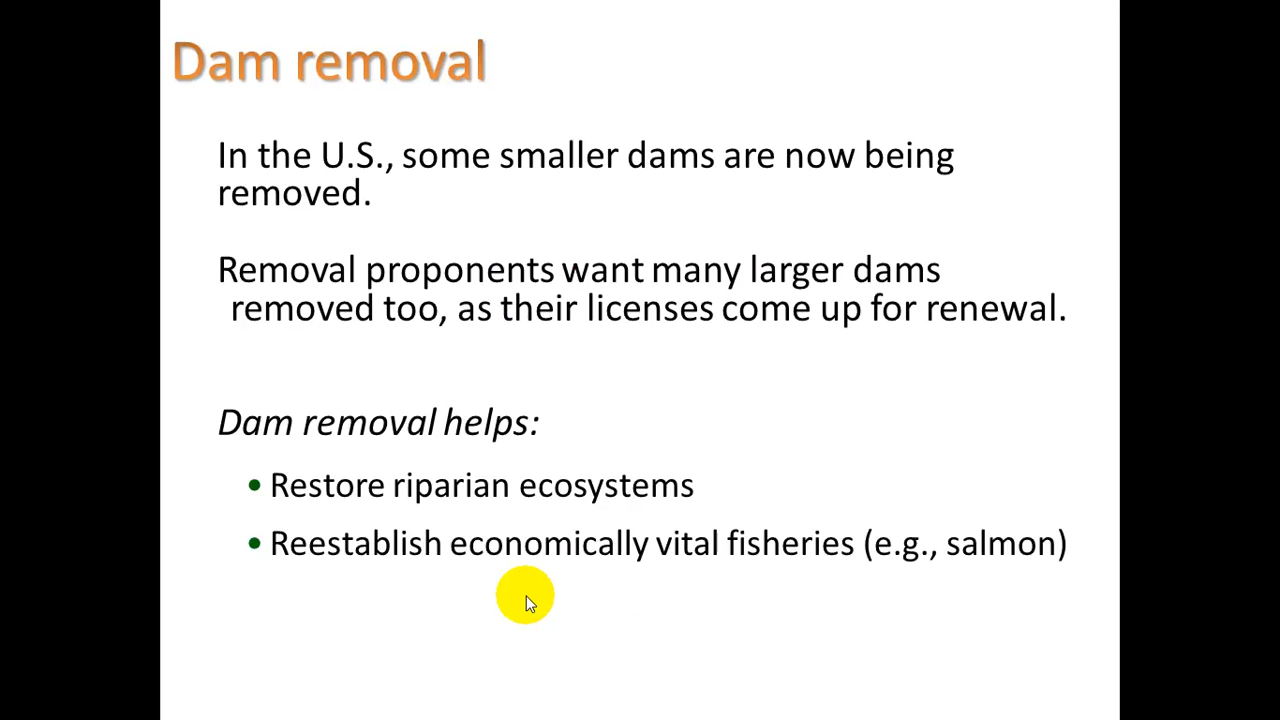 Dam removal
In the U.S., some smaller dams are now being
removed.
Removal proponents want many larger dams
removed too, as their licenses come up for renewal.
Dam removal helps:
• Restore riparian ecosystems
• Reestablish economically vital fisheries (e.g., salmon)